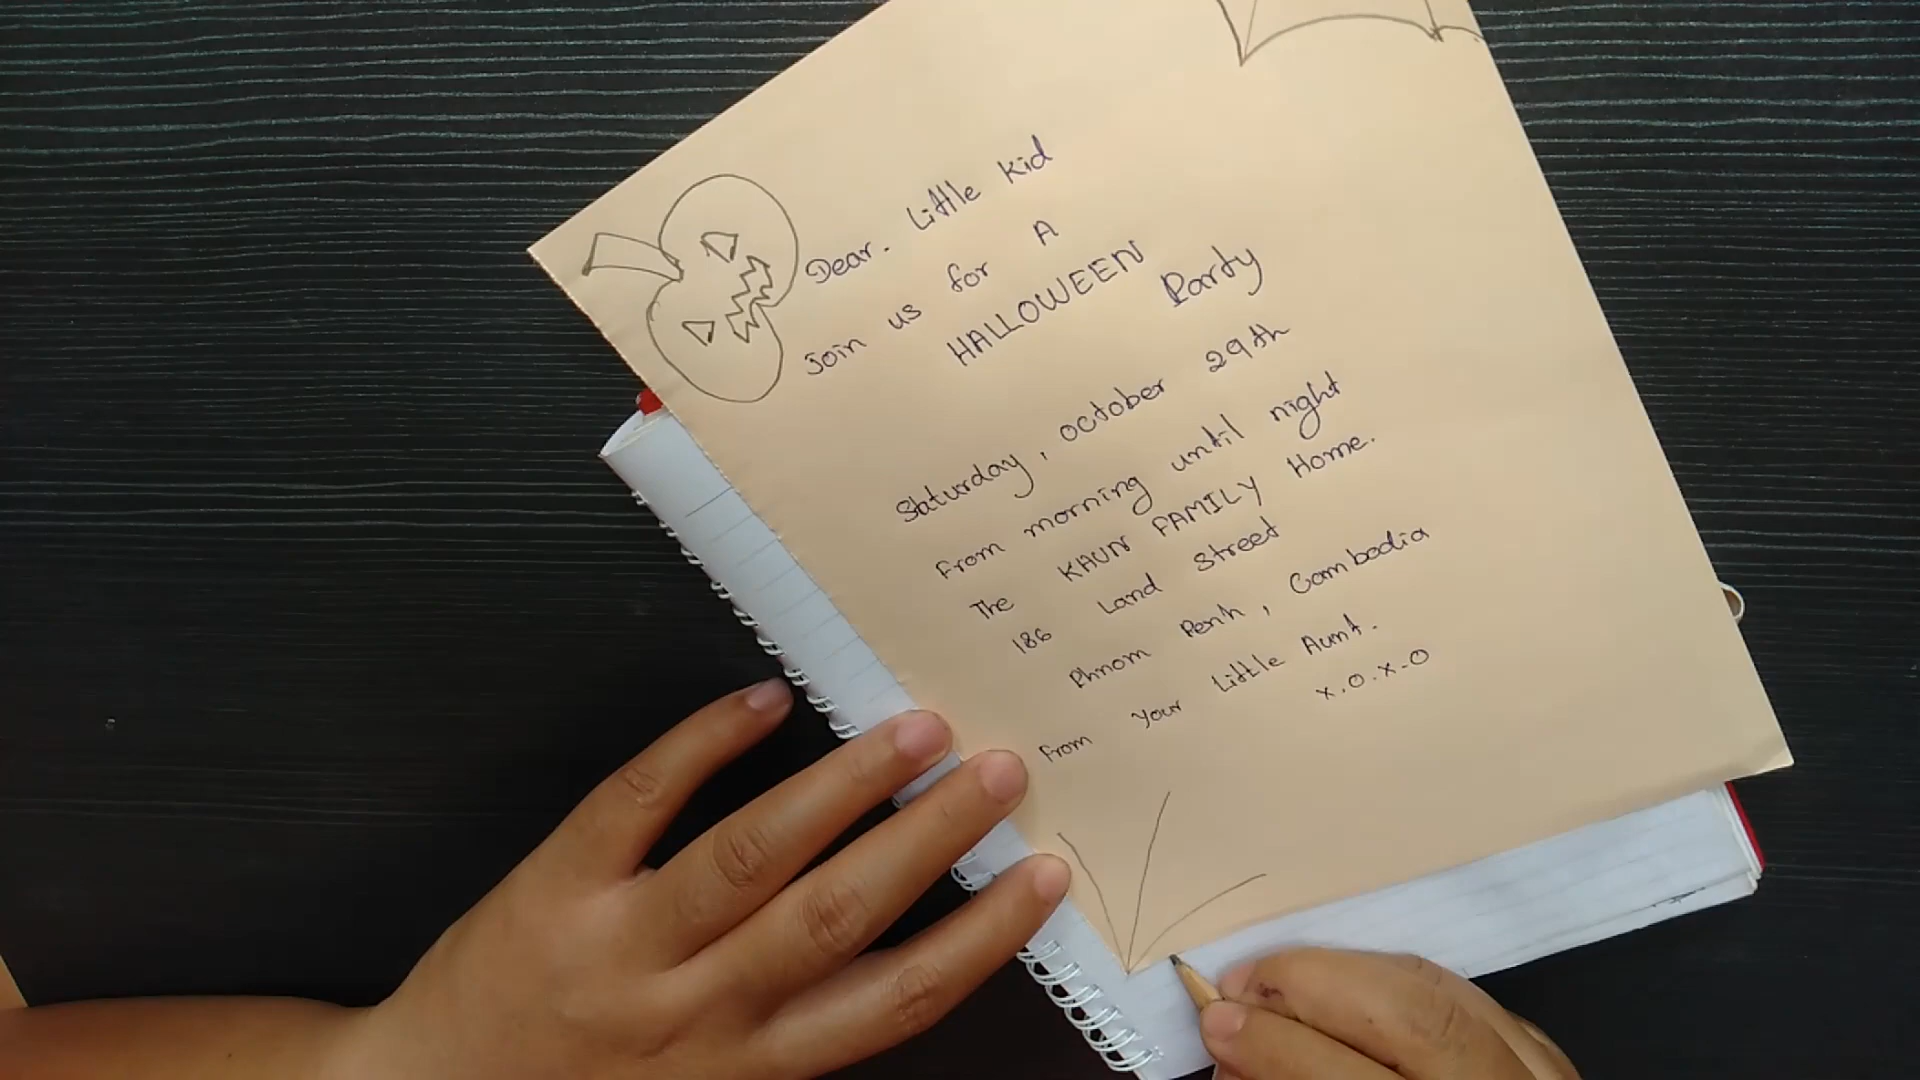 Dear. Little Kid
Join us for A
HALLOWEEN Party
Staturday, october 29th
From morning until night
The KAUN FAMILY Home.
186 Land Street
Phnom Penh, Cambodia
From Your Little Aunt.
x.o.x.o